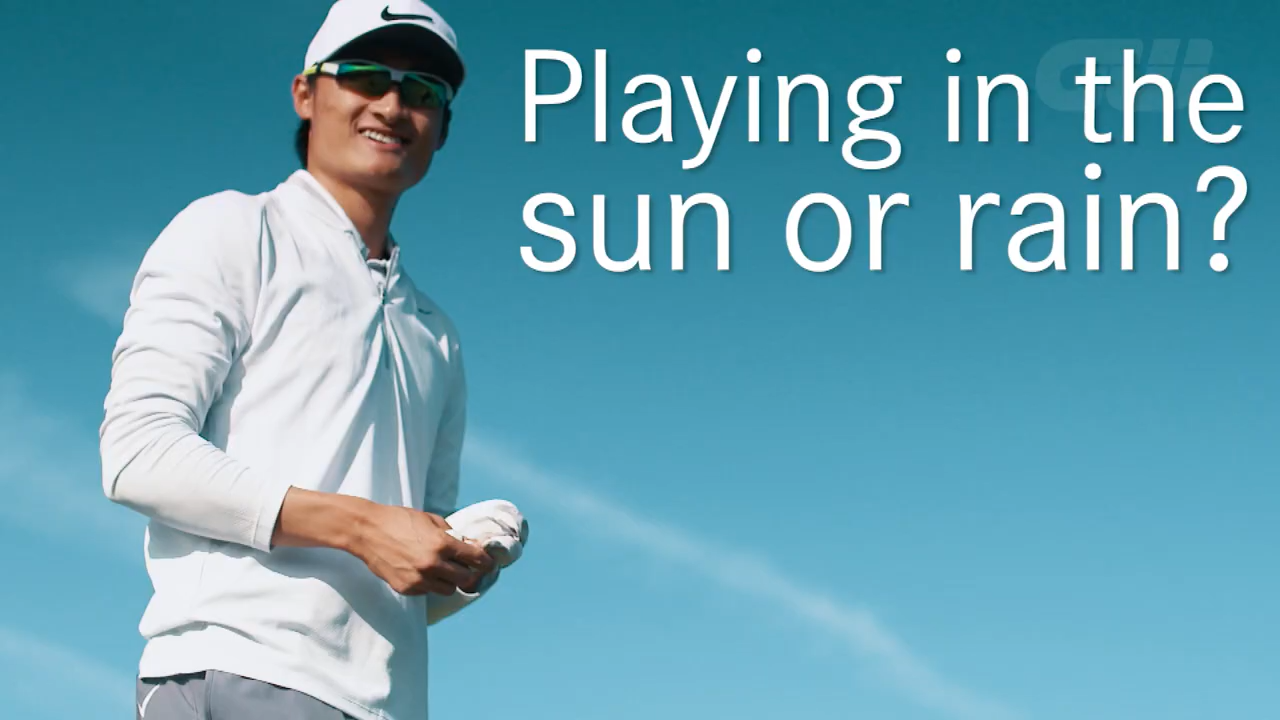 Playing in the
sun or rain?